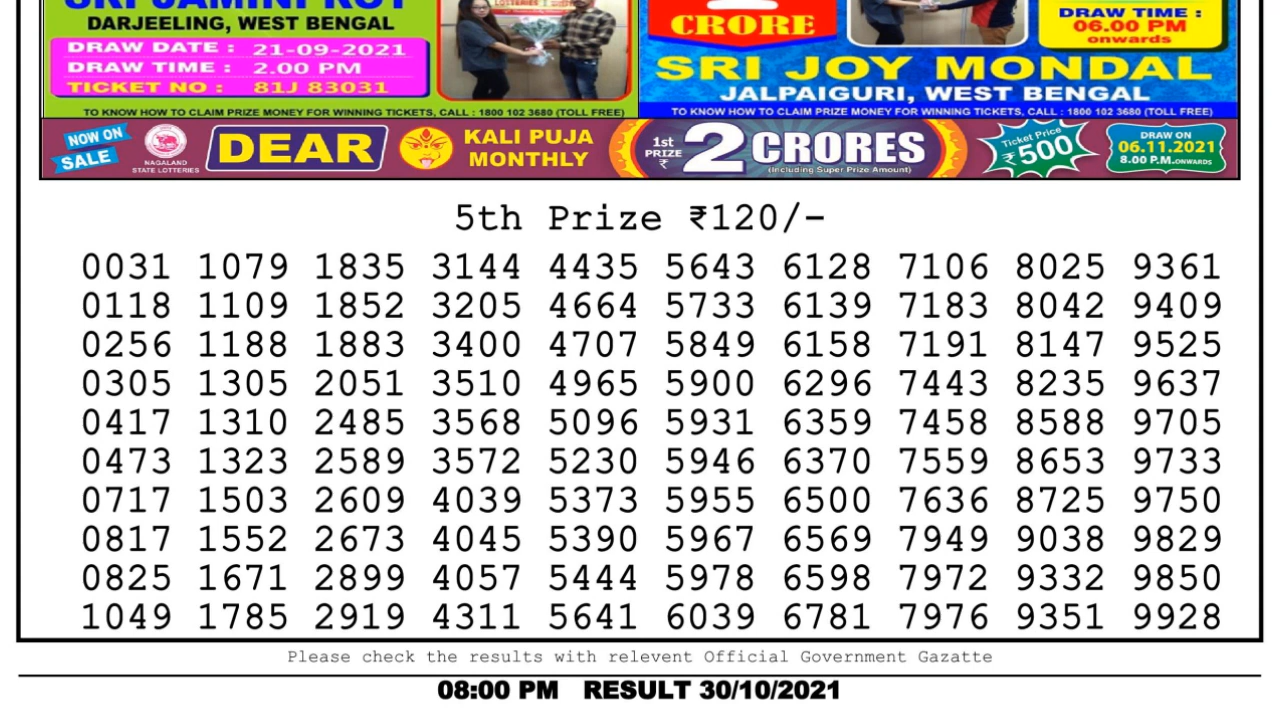 SRI JAMINI ROY
DARJEELING, WEST BENGAL
DRAW DATE : 21-09-2021
DRAW TIME : 2.00 PM
TICKET NO : 81J 83031
TO KNOW HOW TO CLAIM PRIZE MONEY FOR WINNING TICKETS, CALL : 1800 102 3680 (TOLL FREE)
CRORE
DRAW TIME :
06.00 PM
onwards
SRI JOY MONDAL
JALPAIGURI, WEST BENGAL
TO KNOW HOW TO CLAIM PRIZE MONEY FOR WINNING TICKETS, CALL : 1800 102 3680 (TOLL FREE)
NOW ON
SALE
NAGALAND
STATE LOTTERIES
DEAR
KALI PUJA
MONTHLY
1st
PRIZE
₹
2 CRORES
(Including Super Prize Amount)
Ticket Price
₹500
DRAW ON
06.11.2021
8.00 P.M.ONWARDS
5th Prize ₹120/-
0031 1079 1835 3144 4435 5643 6128 7106 8025 9361
0118 1109 1852 3205 4664 5733 6139 7183 8042 9409
0256 1188 1883 3400 4707 5849 6158 7191 8147 9525
0305 1305 2051 3510 4965 5900 6296 7443 8235 9637
0417 1310 2485 3568 5096 5931 6359 7458 8588 9705
0473 1323 2589 3572 5230 5946 6370 7559 8653 9733
0717 1503 2609 4039 5373 5955 6500 7636 8725 9750
0817 1552 2673 4045 5390 5967 6569 7949 9038 9829
0825 1671 2899 4057 5444 5978 6598 7972 9332 9850
1049 1785 2919 4311 5641 6039 6781 7976 9351 9928
Please check the results with relevent Official Government Gazatte
08:00 PM RESULT 30/10/2021